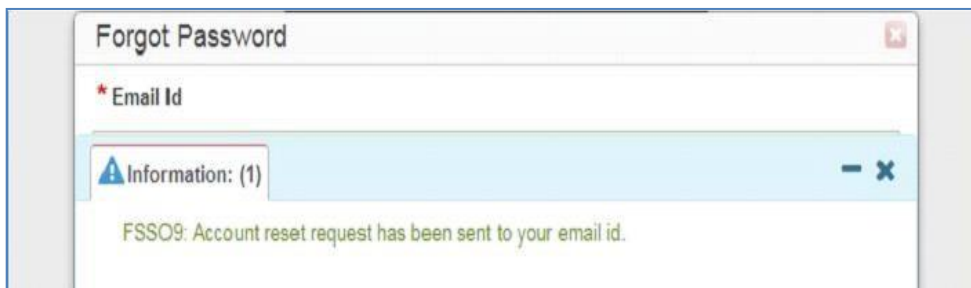 Forgot Password
* Email Id
Information: (1)
FSSO9: Account reset request has been sent to your email id.